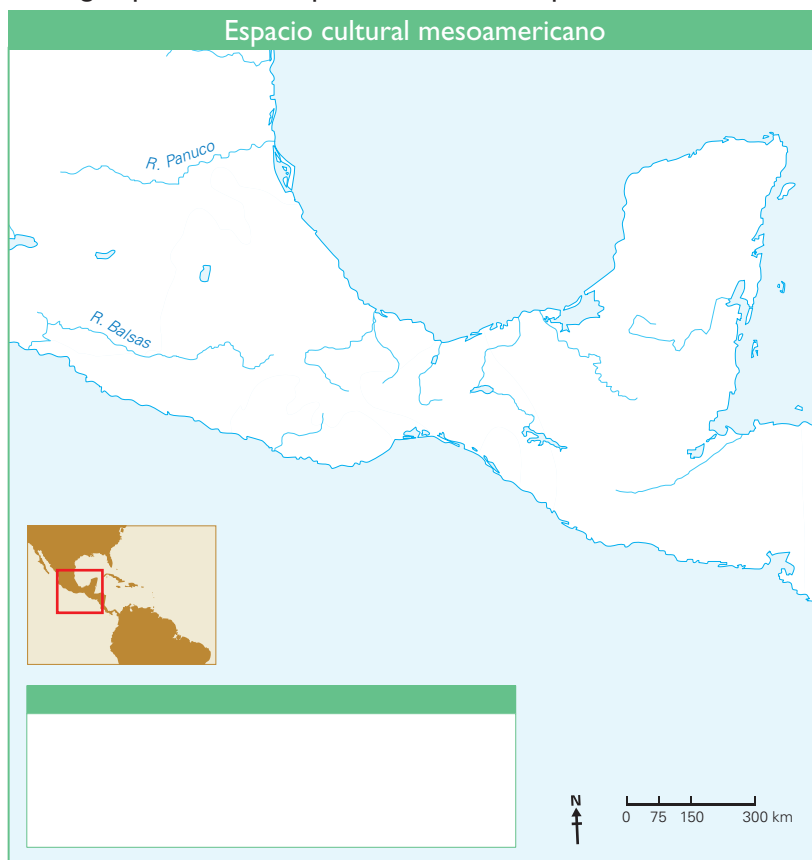 Espacio cultural mesoamericano
R. Panuco
R. Balsas
N
0 75 150 300 km